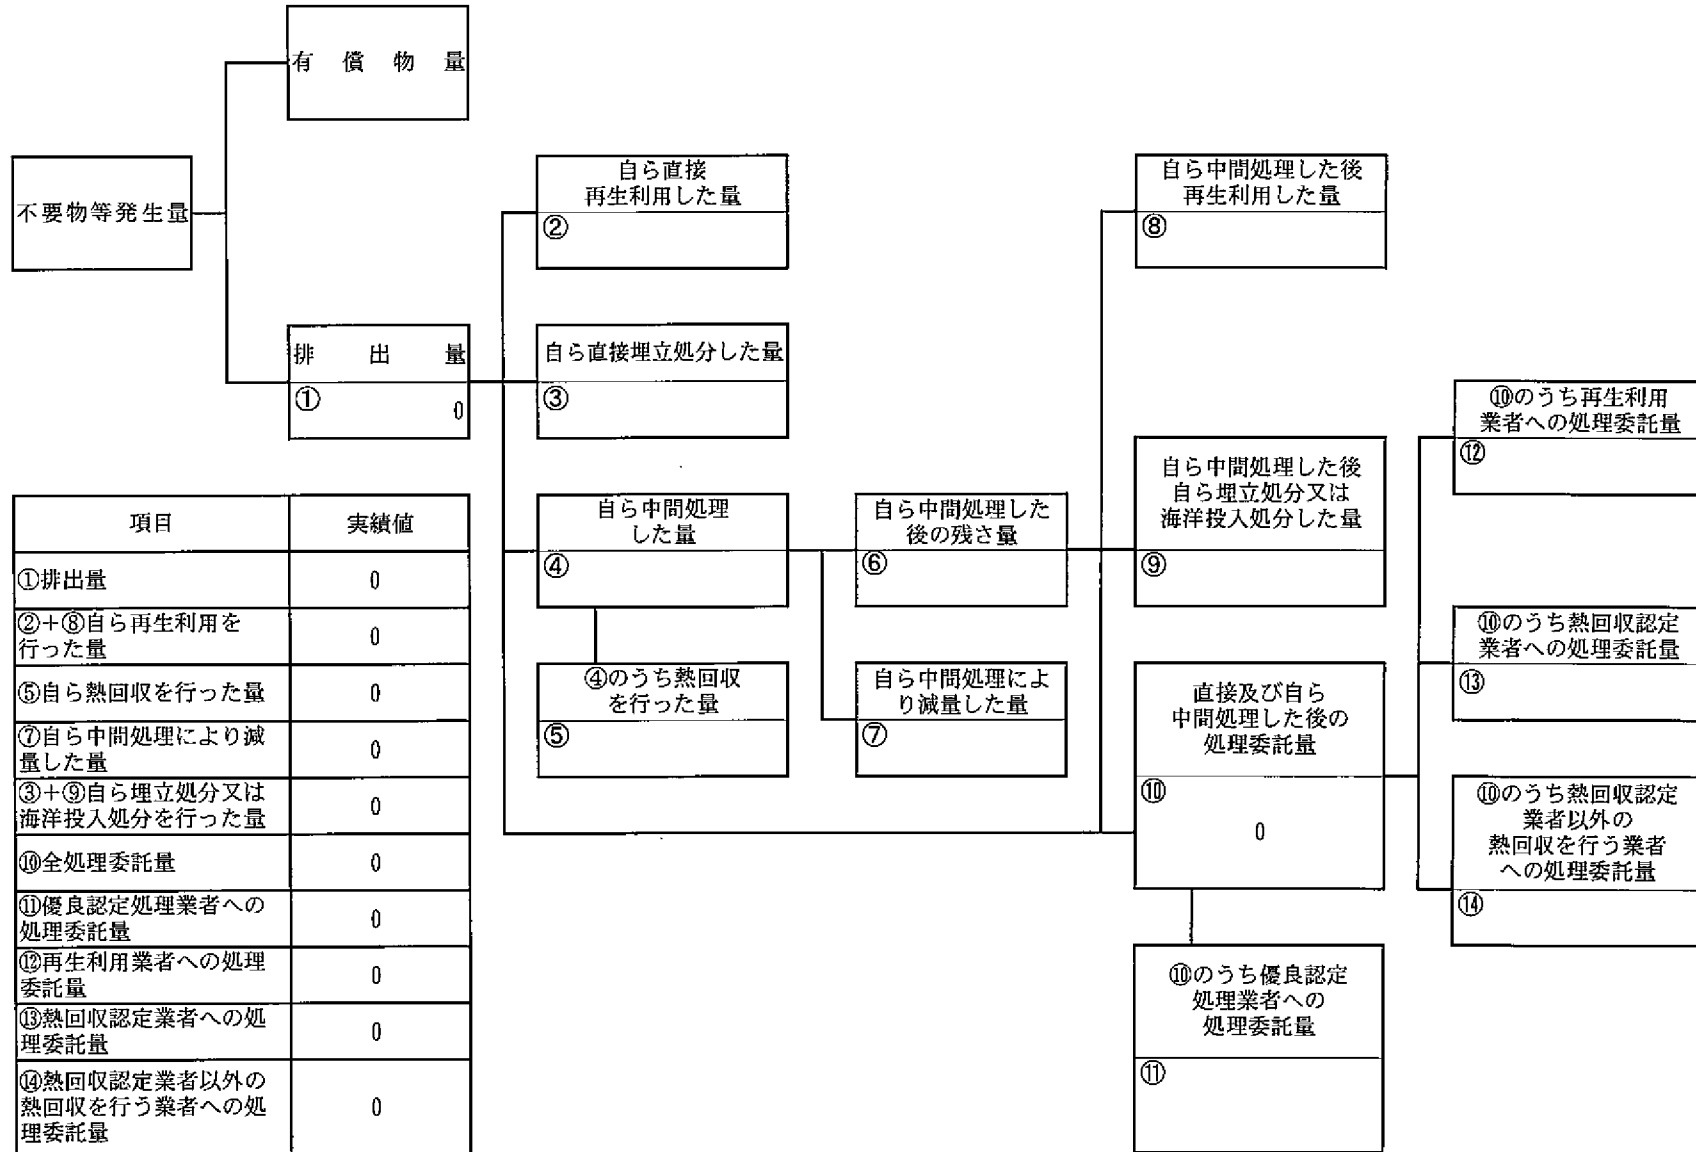 有償物量
不要物等発生量
自ら直接
再生利用した量
②
自ら中間処理した後
再生利用した量
⑧
排出量
①
0
自ら直接埋立処分した量
③
⑩のうち再生利用
業者への処理委託量
⑫
自ら中間処理
した量
④
自ら中間処理した
後の残さ量
⑥
自ら中間処理した後
自ら埋立処分又は
海洋投入処分した量
⑨
⑩のうち熱回収認定
業者への処理委託量
⑬
④のうち熱回収
を行った量
⑤
自ら中間処理によ
り減量した量
⑦
直接及び自ら
中間処理した後の
処理委託量
⑩
0
⑩のうち熱回収認定
業者以外の
熱回収を行う業者
への処理委託量
⑭
⑩のうち優良認定
処理業者への
処理委託量
⑪
項目 実績値
①排出量 0
②+⑧自ら再生利用を
行った量 0
⑤自ら熱回収を行った量 0
⑦自ら中間処理により減
量した量 0
③+⑨自ら埋立処分又は
海洋投入処分を行った量 0
⑩全処理委託量 0
⑪優良認定処理業者への
処理委託量 0
⑫再生利用業者への処理
委託量 0
⑬熱回収認定業者への処
理委託量 0
⑭熱回収認定業者以外の
熱回収を行う業者への処
理委託量 0